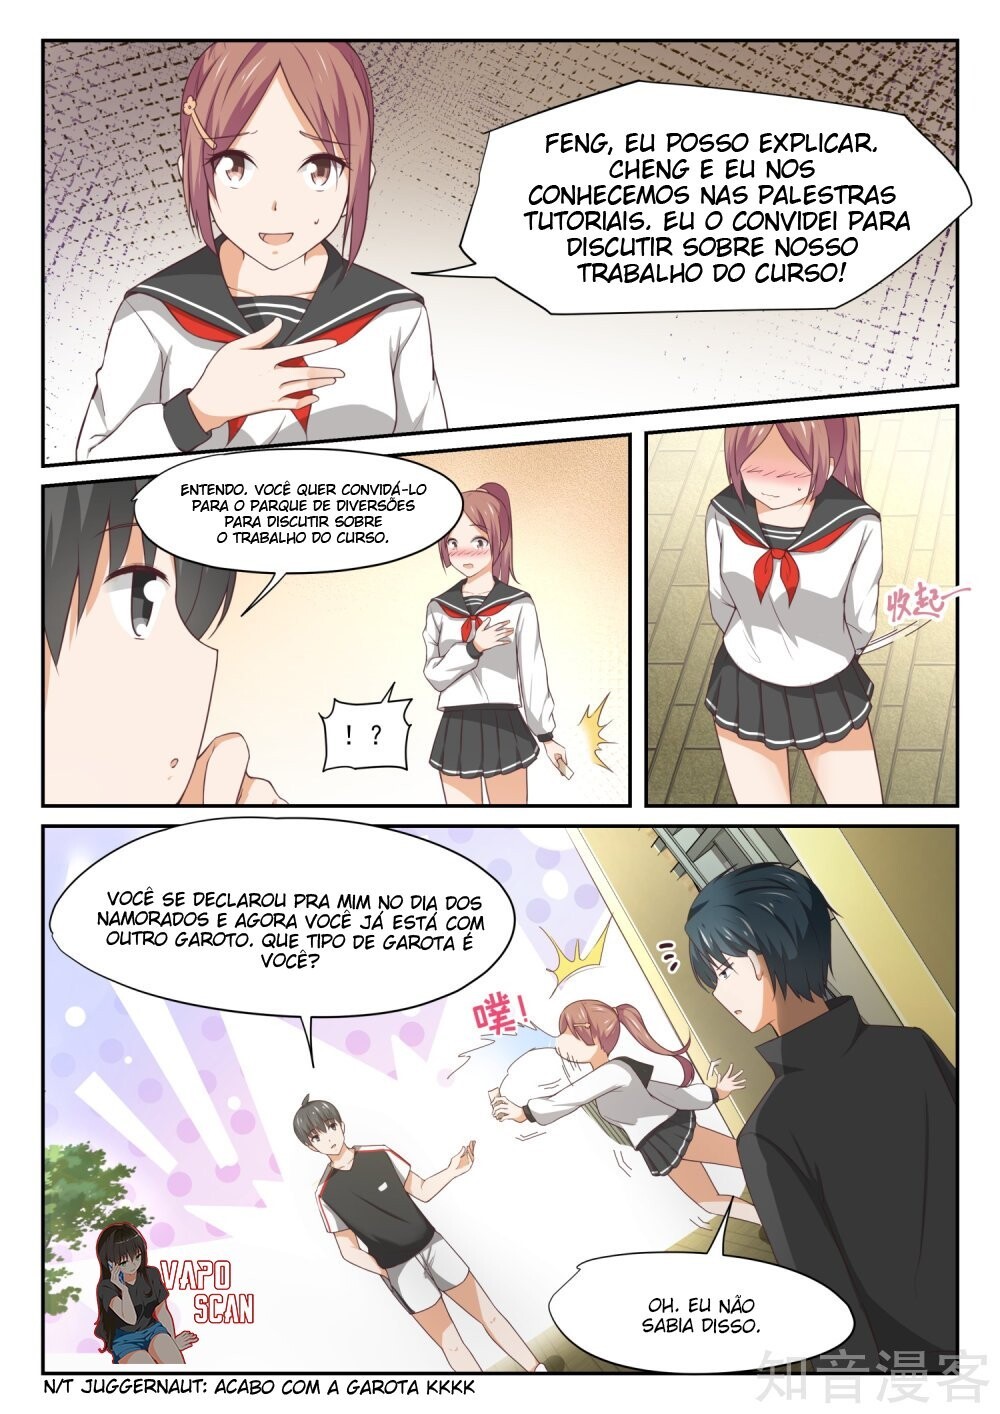 FENG, EU POSSO EXPLICAR.
CHENG E EU NOS
CONHECEMOS NAS PALESTRAS
TUTORIAIS. EU O CONVIDEI PARA
DISCUTIR SOBRE NOSSO
TRABALHO DO CURSO!
ENTENDO. VOCÊ QUER CONVIDÁ-LO
PARA O PARQUE DE DIVERSÕES
PARA DISCUTIR SOBRE
O TRABALHO DO CURSO.
! ?
收起
VOCÊ SE DECLAROU PRA MIM NO DIA DOS
NAMORADOS E AGORA VOCÊ JÁ ESTÁ COM
OUTRO GAROTO. QUE TIPO DE GAROTA É
VOCÊ?
噗!
OH. EU NÃO
SABIA DISSO.
VAPO
SCAN
知音漫客
N/T JUGGERNAUT: ACABO COM A GAROTA KKKK